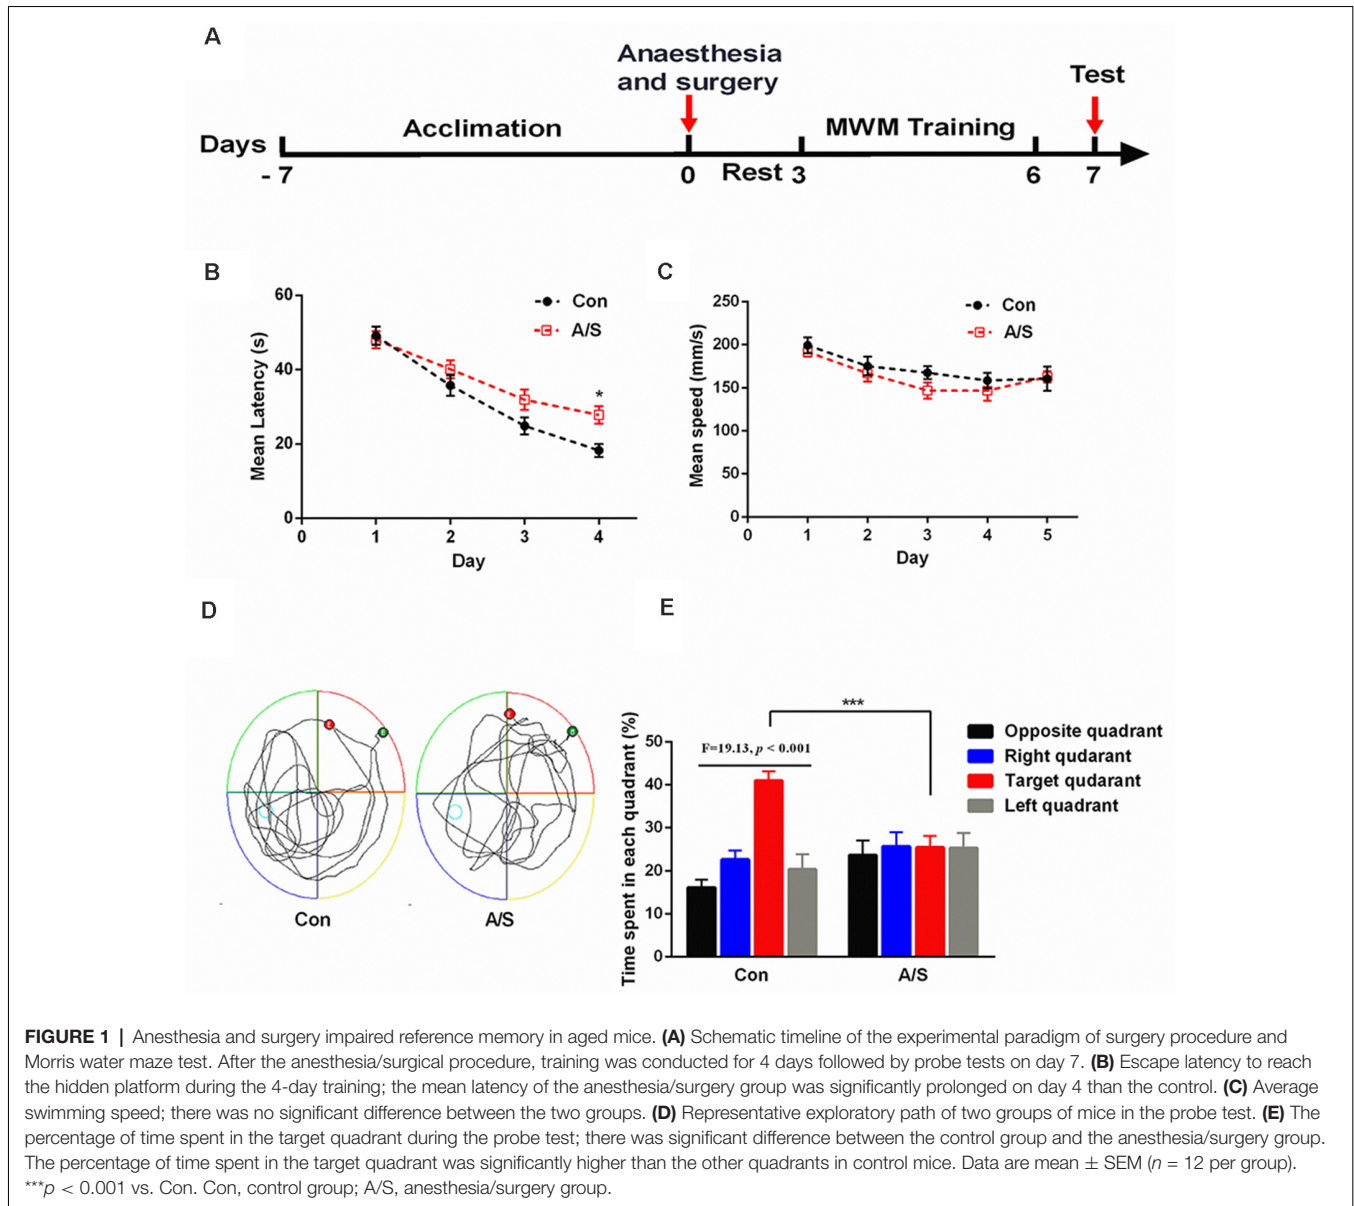 A
Anaesthesia
and surgery
Test
Days
Acclimation
MWM Training
- 7
0
Rest
3
6
7
B
Mean Latency (s)
60
40
20
0
0
1
2
3
4
Day
Con
A/S
*
C
Mean speed (mm/s)
250
200
150
100
50
0
0
1
2
3
4
5
Day
Con
A/S
D
Con
A/S
E
Time spent in each quadrant (%)
50
40
30
20
10
0
F=19.13, p < 0.001
***
Con
A/S
Opposite quadrant
Right qudarant
Target qudarant
Left quadrant
FIGURE 1 | Anesthesia and surgery impaired reference memory in aged mice. (A) Schematic timeline of the experimental paradigm of surgery procedure and
Morris water maze test. After the anesthesia/surgical procedure, training was conducted for 4 days followed by probe tests on day 7. (B) Escape latency to reach
the hidden platform during the 4-day training; the mean latency of the anesthesia/surgery group was significantly prolonged on day 4 than the control. (C) Average
swimming speed; there was no significant difference between the two groups. (D) Representative exploratory path of two groups of mice in the probe test. (E) The
percentage of time spent in the target quadrant during the probe test; there was significant difference between the control group and the anesthesia/surgery group.
The percentage of time spent in the target quadrant was significantly higher than the other quadrants in control mice. Data are mean ± SEM (n = 12 per group).
***p < 0.001 vs. Con. Con, control group; A/S, anesthesia/surgery group.